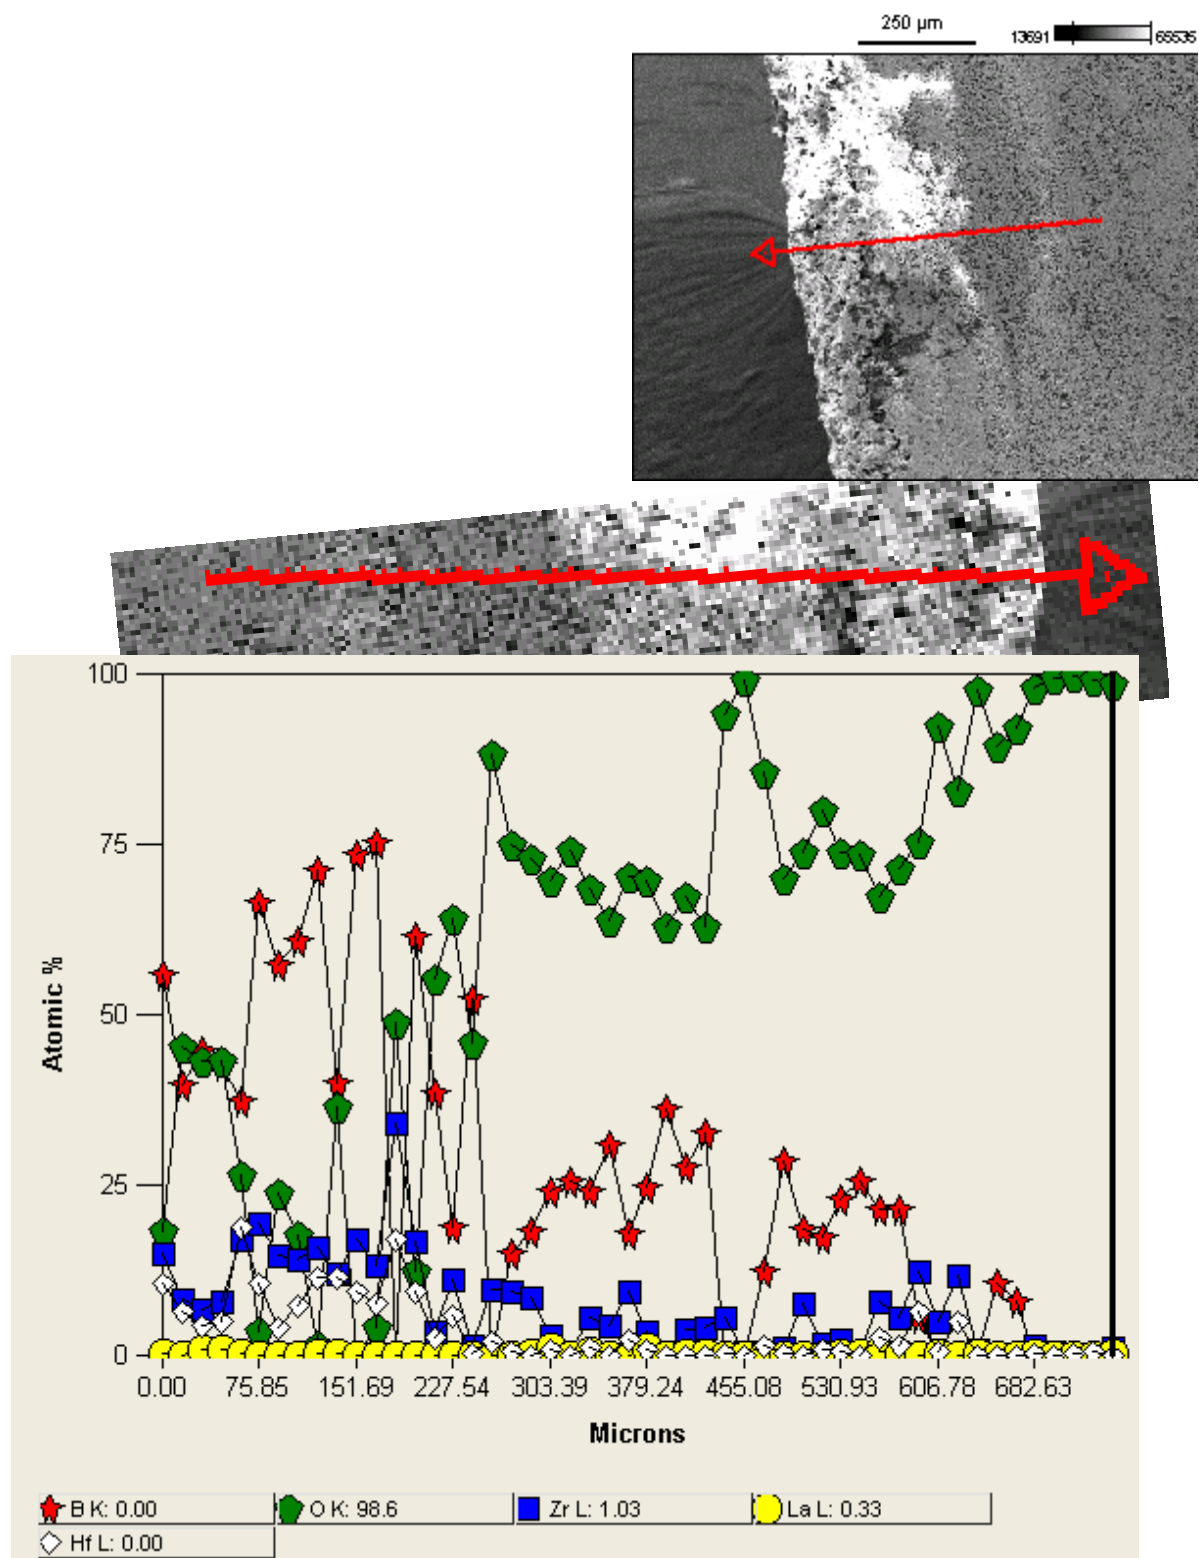 250 µm
13691 65535
100
75
50
25
0
Atomic %
0.00 75.85 151.69 227.54 303.39 379.24 455.08 530.93 606.78 682.63
Microns
B K: 0.00 O K: 98.6 Zr L: 1.03 La L: 0.33
Hf L: 0.00